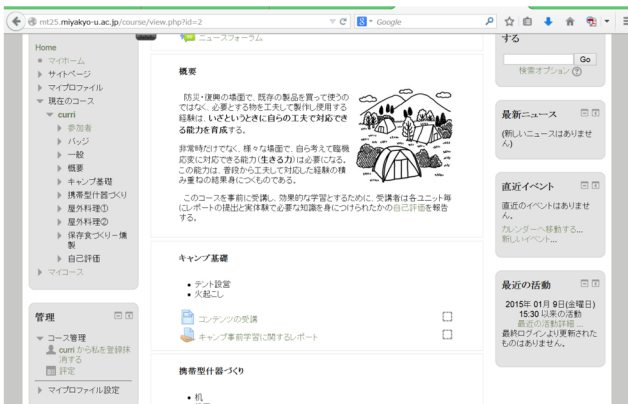 mt25.miyakyo-u.ac.jp/course/view.php?id=2
Google
Home
マイホーム
サイトページ
マイプロファイル
現在のコース
curri
参加者
バッジ
一般
概要
キャンプ基礎
携帯型什器づくり
屋外料理①
屋外料理②
保存食づくりー燻
製
自己評価
マイコース
管理
コース管理
curri から私を登録抹
消する
評定
マイプロファイル設定
ニュースフォーラム
概要
防災・復興の場面で、既存の製品を買って使うの
ではなく、必要とする物を工夫して製作し使用する
経験は、いざというときに自らの工夫で対応でき
る能力を育成する。
非常時だけでなく、様々な場面で、自ら考えて臨機
応変に対応できる能力(生きる力)は必要になる。
この能力は、普段から工夫して対応した経験の積
み重ねの結果身につくものである。
このコースを事前に受講し、効果的な学習とするために、受講者は各ユニット毎
にレポートの提出と実体験で必要な知識を身につけられたかの自己評価を報告
する。
キャンプ基礎
テント設営
火起こし
コンテンツの受講
キャンプ事前学習に関するレポート
携帯型什器づくり
机
する
Go
検索オプション
最新ニュース
(新しいニュースはありませ
ん)
直近イベント
直近のイベントはありませ
ん。
カレンダーへ移動する...
新しいイベント...
最近の活動
2015年 01月 9日(金曜日)
15:30 以来の活動
最近の活動詳細 ...
最終ログインより更新された
ものはありません。